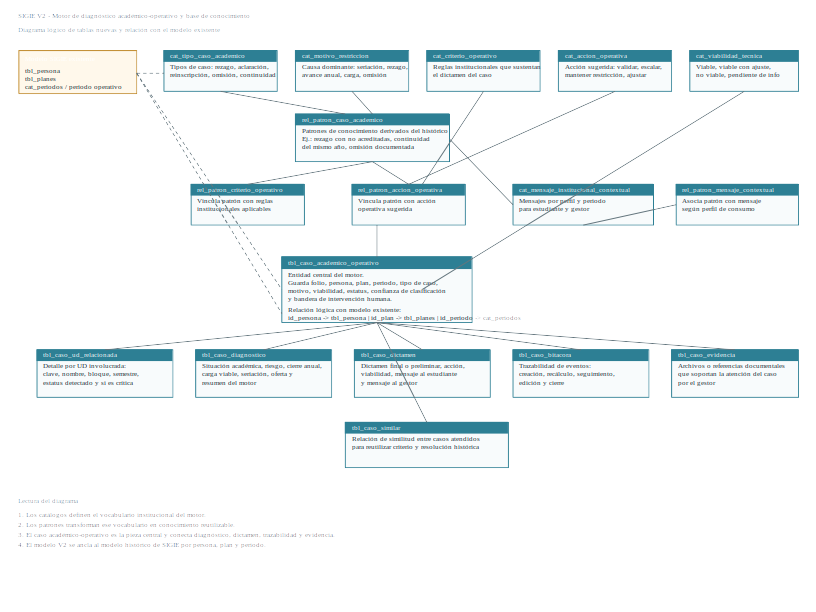 SIGIE V2 - Motor de diagnóstico académico-operativo y base de conocimiento
Diagrama lógico de tablas nuevas y relación con el modelo existente
tbl_persona
tbl_planes
cat_periodos / periodo operativo
cat_tipo_caso_academico
Tipos de caso: rezago, aclaración,
reinscripción, omisión, continuidad
cat_motivo_restriccion
Causa dominante: seriación, rezago,
avance anual, carga, omisión
cat_criterio_operativo
Reglas institucionales que sustentan
el dictamen del caso
cat_accion_operativa
Acción sugerida: validar, escalar,
mantener restricción, ajustar
cat_viabilidad_tecnica
Viable, viable con ajuste,
no viable, pendiente de info
rel_patron_caso_academico
Patrones de conocimiento derivados del histórico
Ej.: rezago con no acreditadas, continuidad
del mismo año, omisión documentada
rel_patron_criterio_operativo
Vincula patrón con reglas
institucionales aplicables
rel_patron_accion_operativa
Vincula patrón con acción
operativa sugerida
cat_mensaje_institucional_contextual
Mensajes por perfil y periodo
para estudiante y gestor
rel_patron_mensaje_contextual
Asocia patrón con mensaje
según perfil de consumo
tbl_caso_academico_operativo
Entidad central del motor.
Guarda folio, persona, plan, periodo, tipo de caso,
motivo, viabilidad, estatus, confianza de clasificación
y bandera de intervención humana.
Relación lógica con modelo existente:
id_persona -> tbl_persona | id_plan -> tbl_planes | id_periodo -- cat_periodos
tbl_caso_ud_relacionada
Detalle por UD involucrada:
clave, nombre, bloque, semestre,
estatus detectado y si es crítica
tbl_caso_diagnostico
Situación académica, riesgo, cierre anual,
carga viable, seriación, oferta y
resumen del motor
tbl_caso_dictamen
Dictamen final o preliminar, acción,
viabilidad, mensaje al estudiante
y mensaje al gestor
tbl_caso_bitacora
Trazabilidad de eventos:
creación, recálculo, seguimiento,
edición y cierre
tbl_caso_evidencia
Archivos o referencias documentales
que soportan la atención del caso
por el gestor
tbl_caso_similar
Relación de similitud entre casos atendidos
para reutilizar criterio y resolución histórica
Lectura del diagrama
1. Los catálogos definen el vocabulario institucional del motor.
2. Los patrones transforman ese vocabulario en conocimiento reutilizable.
3. El caso académico-operativo es la pieza central y conecta diagnóstico, dictamen, trazabilidad y evidencia.
4. El modelo V2 se ancla al modelo histórico de SIGIE por persona, plan y periodo.